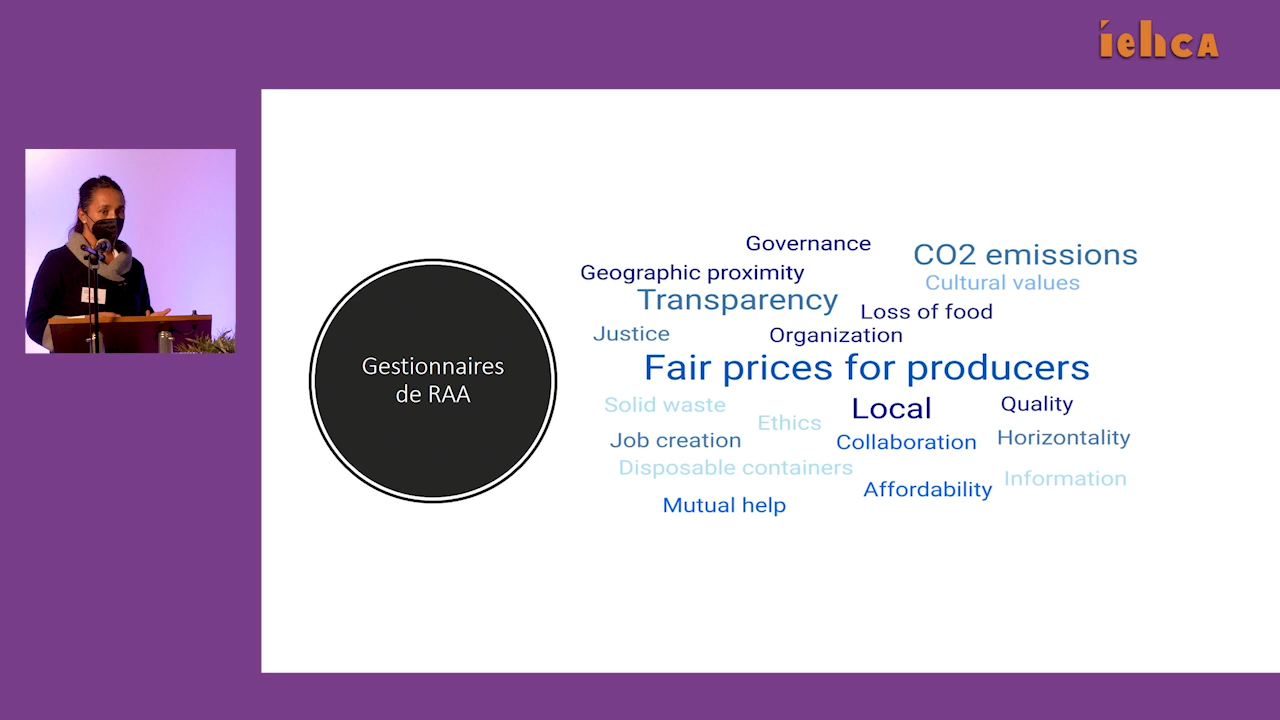 iehcA
Gestionnaires
de RAA
Governance
CO2 emissions
Geographic proximity
Cultural values
Transparency
Loss of food
Justice
Organization
Fair prices for producers
Solid waste
Local
Quality
Ethics
Job creation
Collaboration
Horizontality
Disposable containers
Information
Affordability
Mutual help